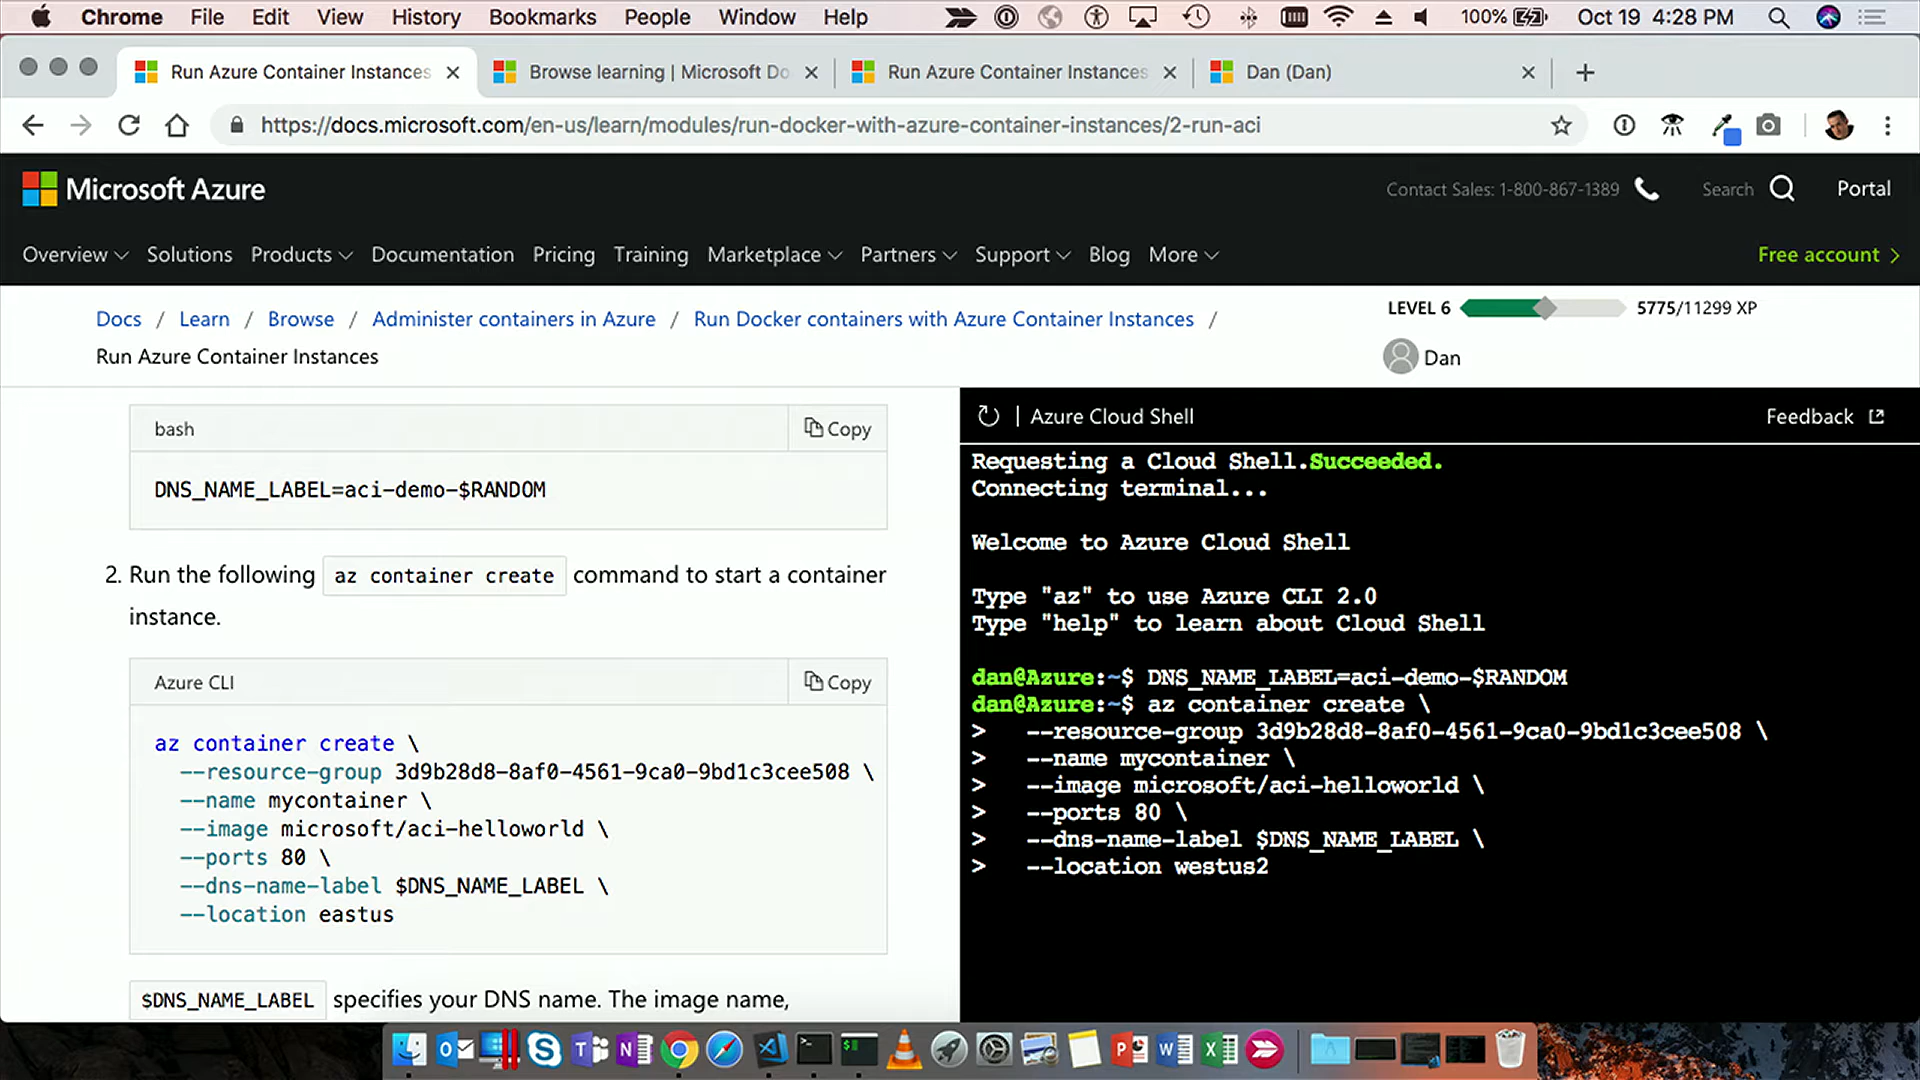 Chrome File Edit View History Bookmarks People Window Help 100% Oct 19 4:28 PM
Run Azure Container Instances
Browse learning | Microsoft Do
Run Azure Container Instances
Dan (Dan)
https://docs.microsoft.com/en-us/learn/modules/run-docker-with-azure-container-instances/2-run-aci
Microsoft Azure
Contact Sales: 1-800-867-1389 Search Portal
Overview Solutions Products Documentation Pricing Training Marketplace Partners Support Blog More Free account
Docs / Learn / Browse / Administer containers in Azure / Run Docker containers with Azure Container Instances /
Run Azure Container Instances
LEVEL 6 5775/11299 XP
Dan
bash Copy
DNS_NAME_LABEL=aci-demo-$RANDOM
2. Run the following az container create command to start a container
instance.
Azure CLI Copy
az container create \
--resource-group 3d9b28d8-8af0-4561-9ca0-9bd1c3cee508 \
--name mycontainer \
--image microsoft/aci-helloworld \
--ports 80 \
--dns-name-label $DNS_NAME_LABEL \
--location eastus
$DNS_NAME_LABEL specifies your DNS name. The image name,
Azure Cloud Shell Feedback
Requesting a Cloud Shell.Succeeded.
Connecting terminal...
Welcome to Azure Cloud Shell
Type "az" to use Azure CLI 2.0
Type "help" to learn about Cloud Shell
dan@Azure:~$ DNS_NAME_LABEL=aci-demo-$RANDOM
dan@Azure:~$ az container create \
> --resource-group 3d9b28d8-8af0-4561-9ca0-9bd1c3cee508 \
> --name mycontainer \
> --image microsoft/aci-helloworld \
> --ports 80 \
> --dns-name-label $DNS_NAME_LABEL \
> --location westus2